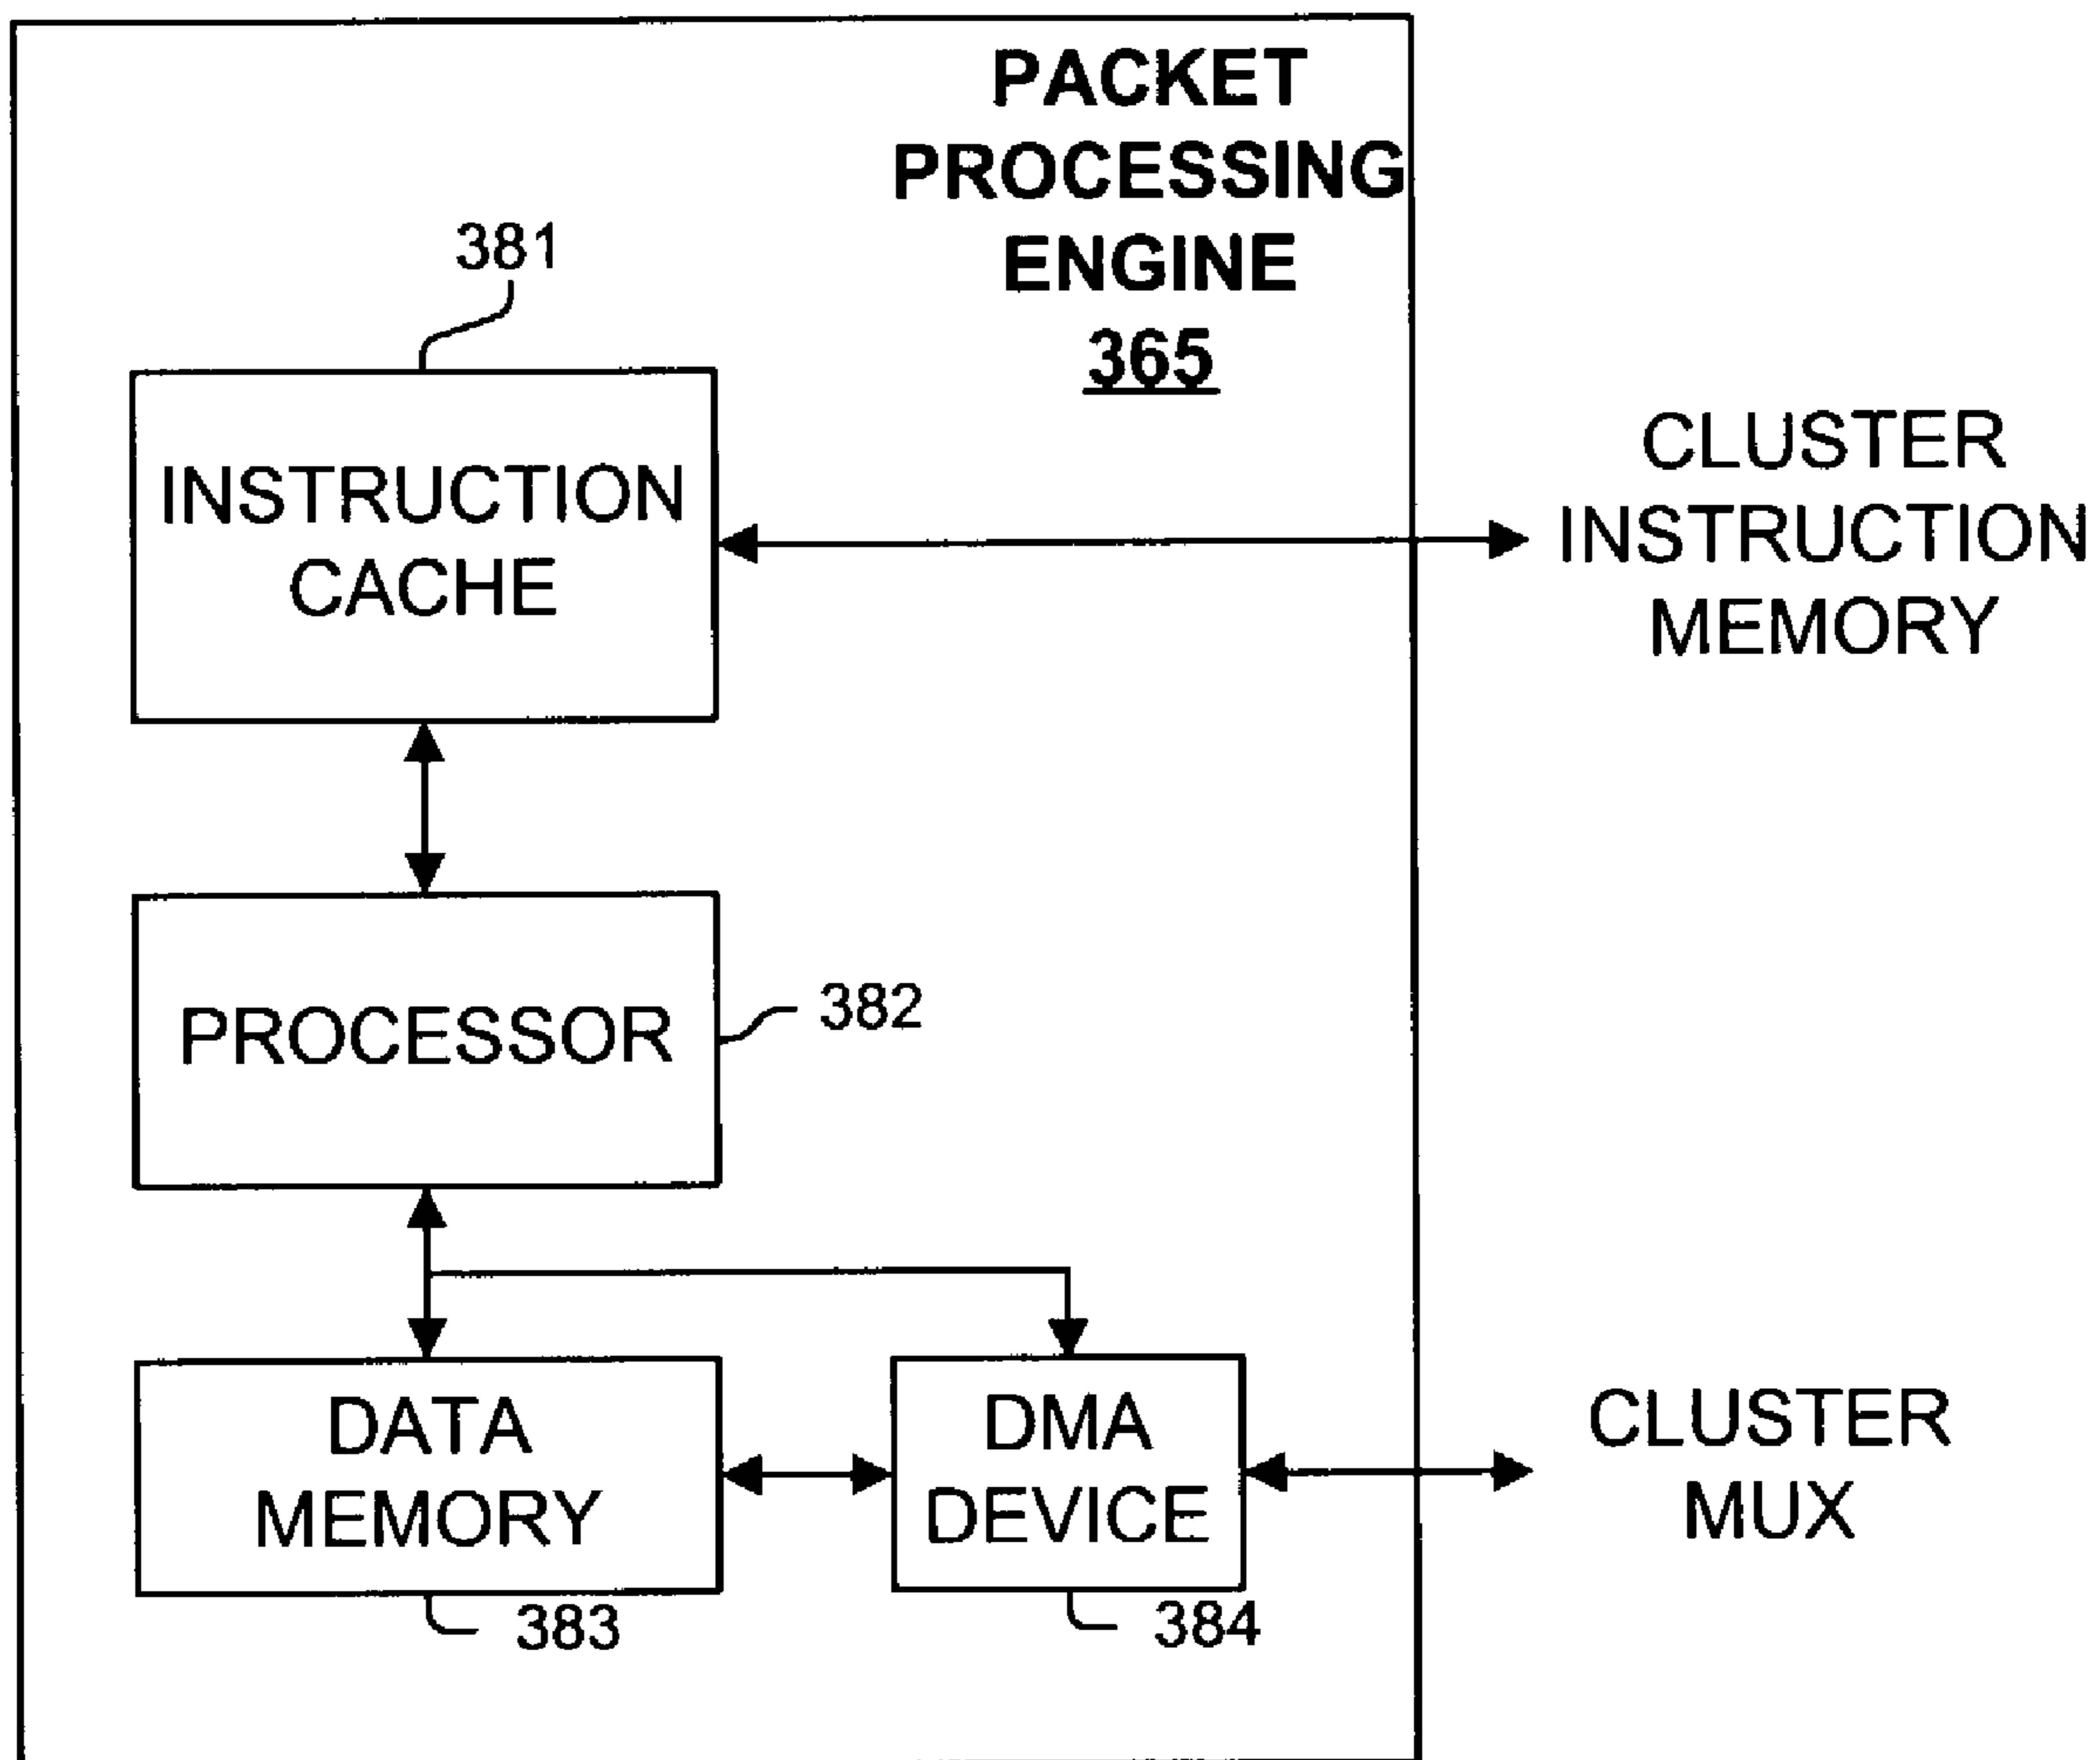 PACKET
PROCESSING
ENGINE
365
381
INSTRUCTION
CACHE
CLUSTER
INSTRUCTION
MEMORY
PROCESSOR
382
DATA
MEMORY
383
DMA
DEVICE
384
CLUSTER
MUX